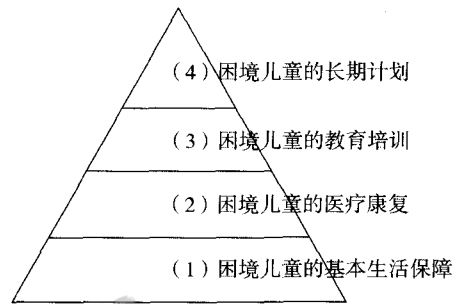 （4）困境儿童的长期计划
（3）困境儿童的教育培训
（2）困境儿童的医疗康复
（1）困境儿童的基本生活保障